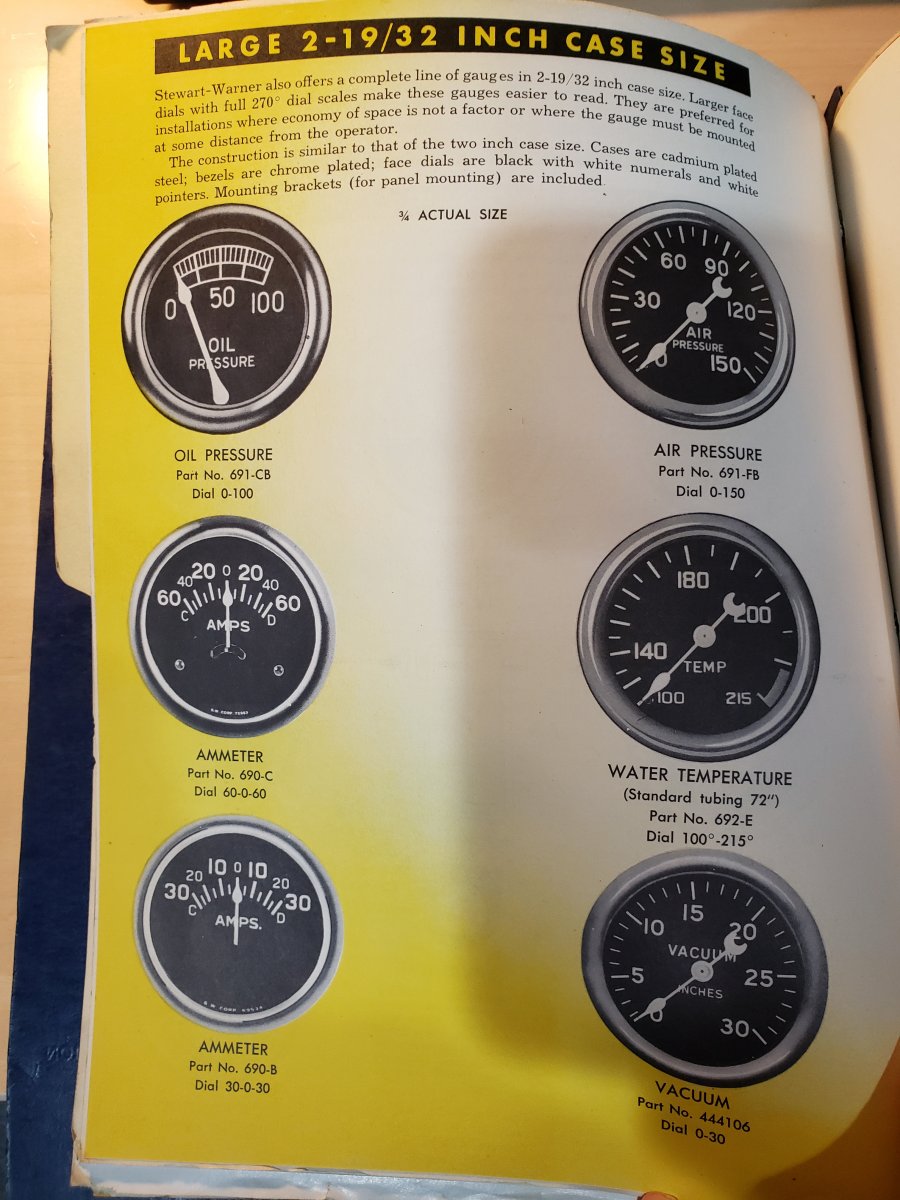 LARGE 2-19/32 INCH CASE SIZE
Stewart-Warner also offers a complete line of gauges in 2-19/32 inch case size. Larger face
dials with full 270° dial scales make these gauges easier to read. They are preferred for
installations where economy of space is not a factor or where the gauge must be mounted
at some distance from the operator.
The construction is similar to that of the two inch case size. Cases are cadmium plated
steel; bezels are chrome plated; face dials are black with white numerals and white
pointers. Mounting brackets (for panel mounting) are included.
¾ ACTUAL SIZE
0 50 100
OIL
PRESSURE
OIL PRESSURE
Part No. 691-CB
Dial 0-100
0 30 60 90 120 150
AIR
PRESSURE
AIR PRESSURE
Part No. 691-FB
Dial 0-150
60 40 20 0 20 40 60
C D
AMPS
AMMETER
Part No. 690-C
Dial 60-0-60
100 140 180 200 215
TEMP
WATER TEMPERATURE
(Standard tubing 72")
Part No. 692-E
Dial 100°-215°
30 20 10 0 10 20 30
C D
AMPS.
AMMETER
Part No. 690-B
Dial 30-0-30
0 5 10 15 20 25 30
VACUUM
INCHES
VACUUM
Part No. 444106
Dial 0-30